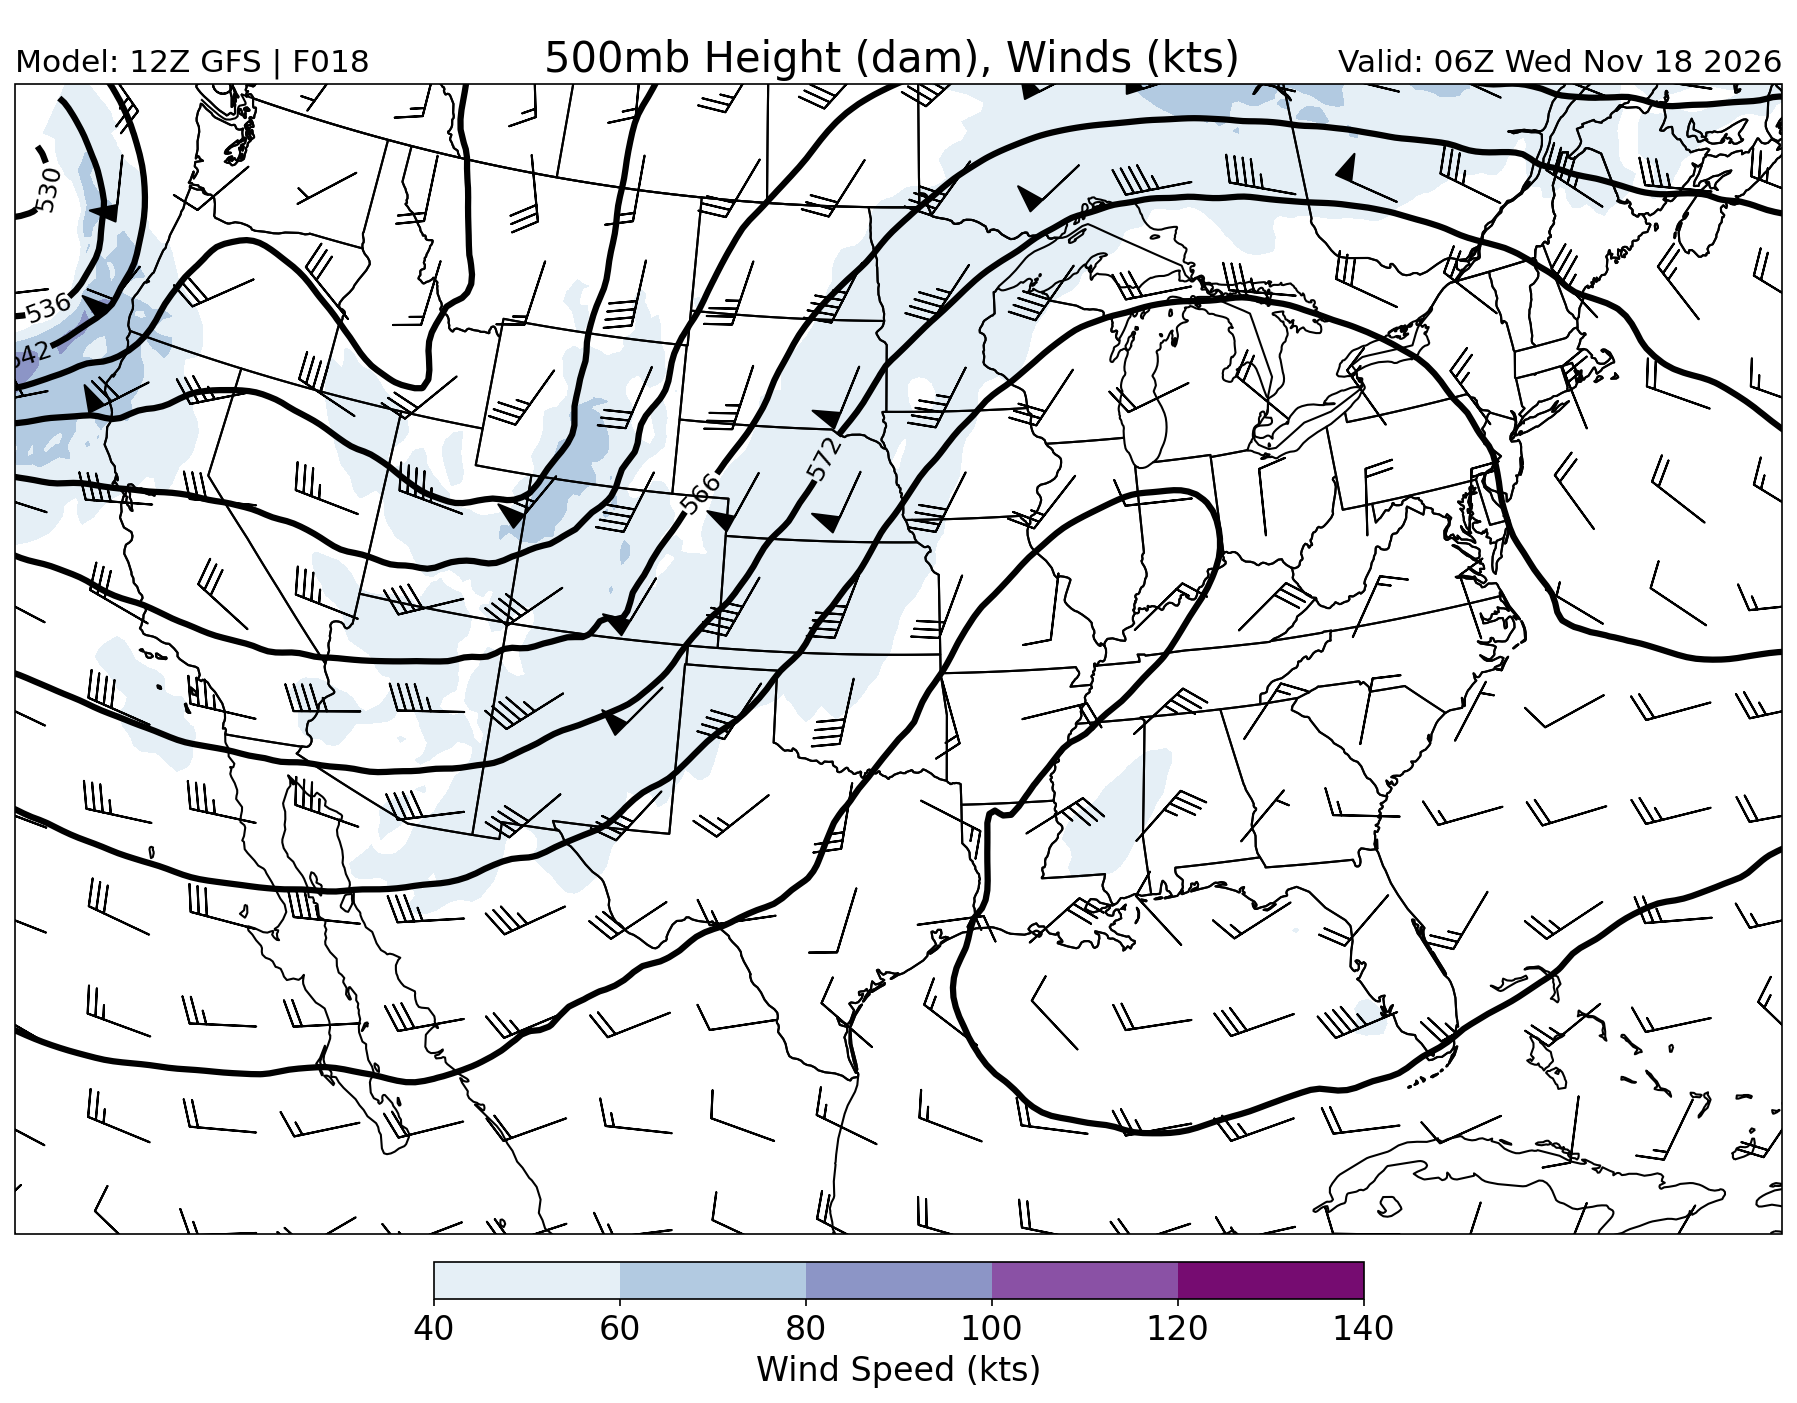 Model: 12Z GFS | F018
500mb Height (dam), Winds (kts)
Valid: 06Z Wed Nov 18 2026
530
536
542
566
572
40 60 80 100 120 140
Wind Speed (kts)